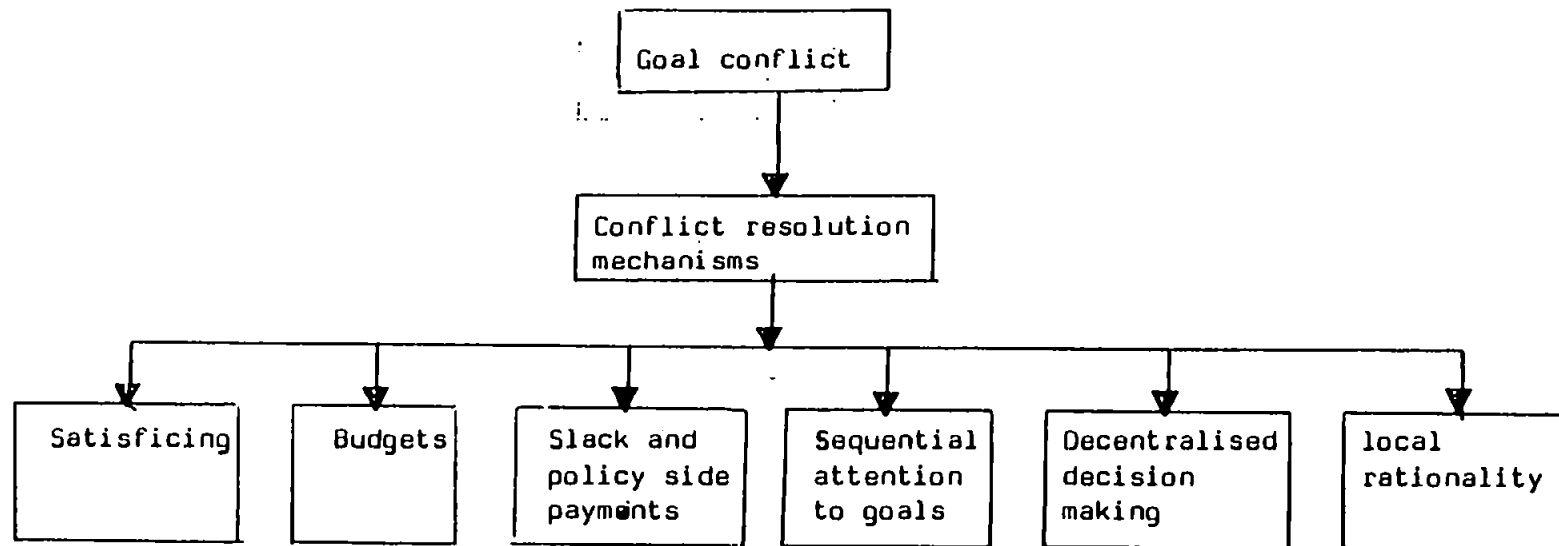 Goal conflict
Conflict resolution
mechanisms
Satisficing
Budgets
Slack and
policy side
payments
Sequential
attention
to goals
Decentralised
decision
making
local
rationality